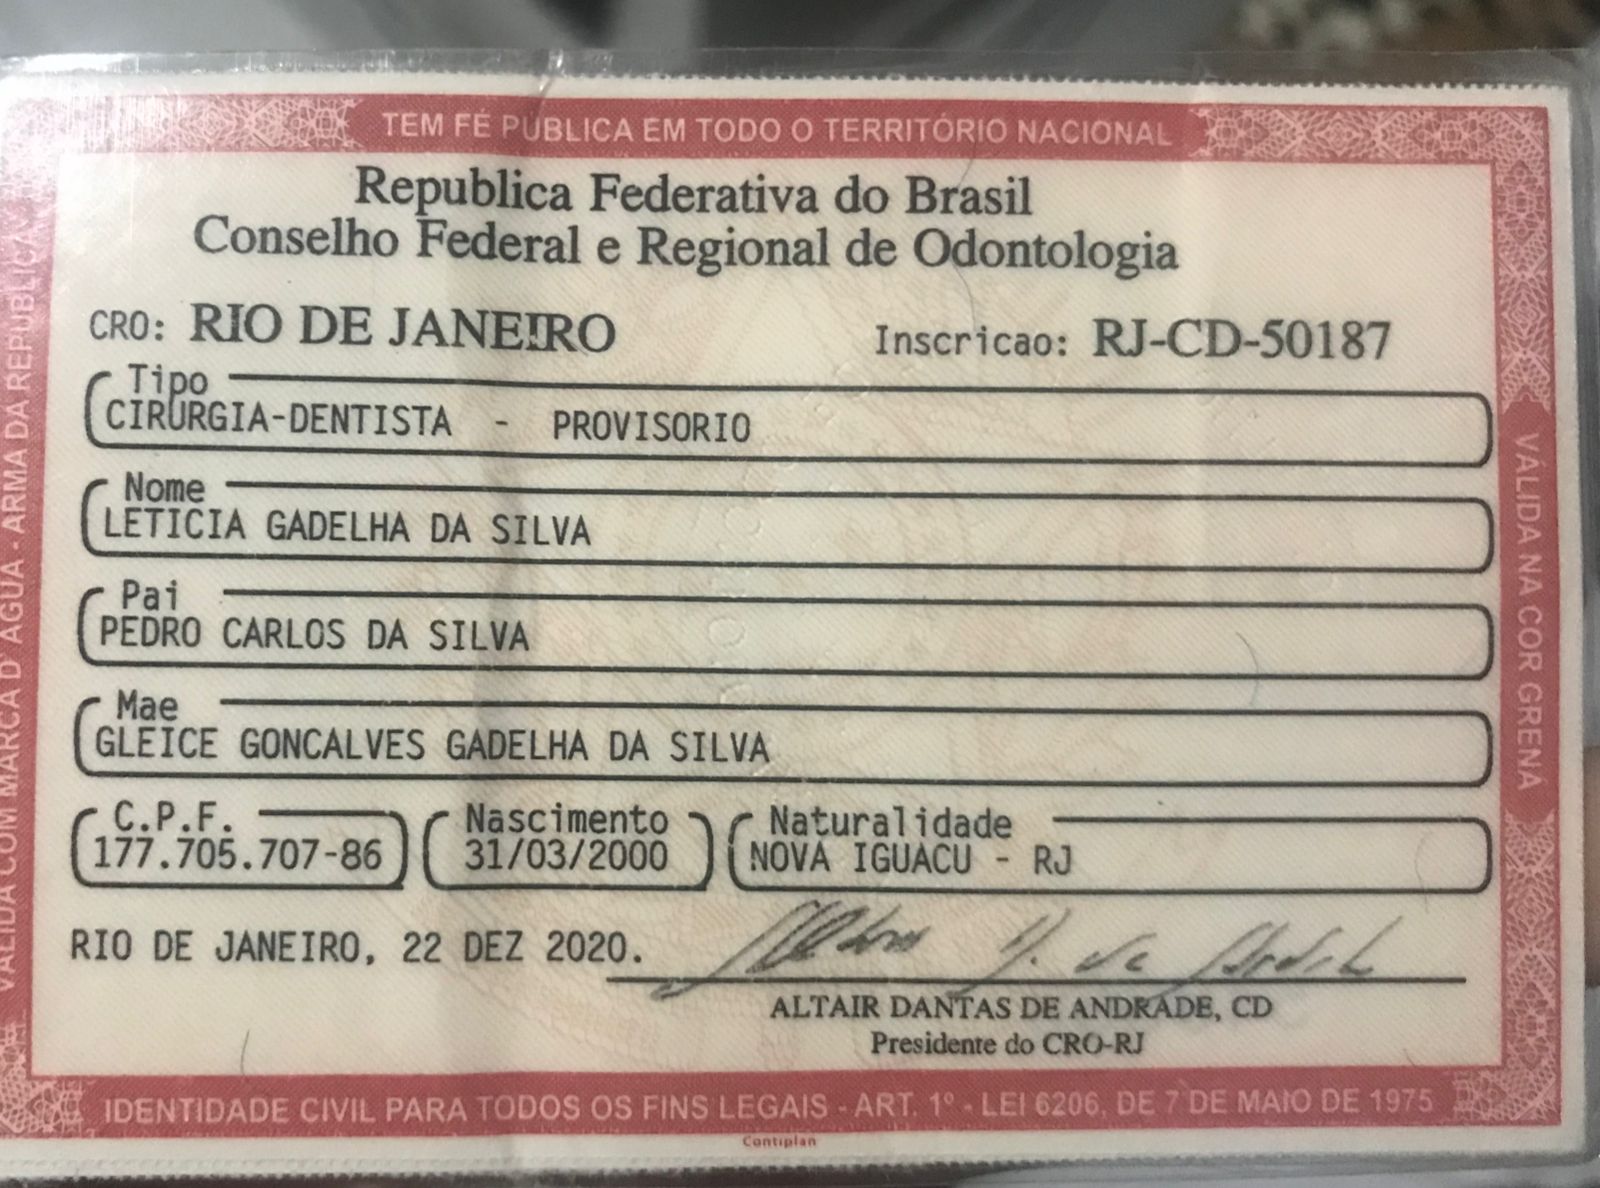 TEM FÉ PÚBLICA EM TODO O TERRITÓRIO NACIONAL
Republica Federativa do Brasil
Conselho Federal e Regional de Odontologia
CRO: RIO DE JANEIRO Inscricao: RJ-CD-50187
Tipo
CIRURGIA-DENTISTA - PROVISORIO
Nome
LETICIA GADELHA DA SILVA
Pai
PEDRO CARLOS DA SILVA
Mae
GLEICE GONCALVES GADELHA DA SILVA
C.P.F. Nascimento Naturalidade
177.705.707-86 31/03/2000 NOVA IGUACU - RJ
RIO DE JANEIRO, 22 DEZ 2020.
ALTAIR DANTAS DE ANDRADE, CD
Presidente do CRO-RJ
IDENTIDADE CIVIL PARA TODOS OS FINS LEGAIS - ART. 1º - LEI 6206, DE 7 DE MAIO DE 1975
Contiplan
VÁLIDA COM MARCA D'ÁGUA - ARMA DA REPÚBLICA
VÁLIDA NA COR GRENÁ